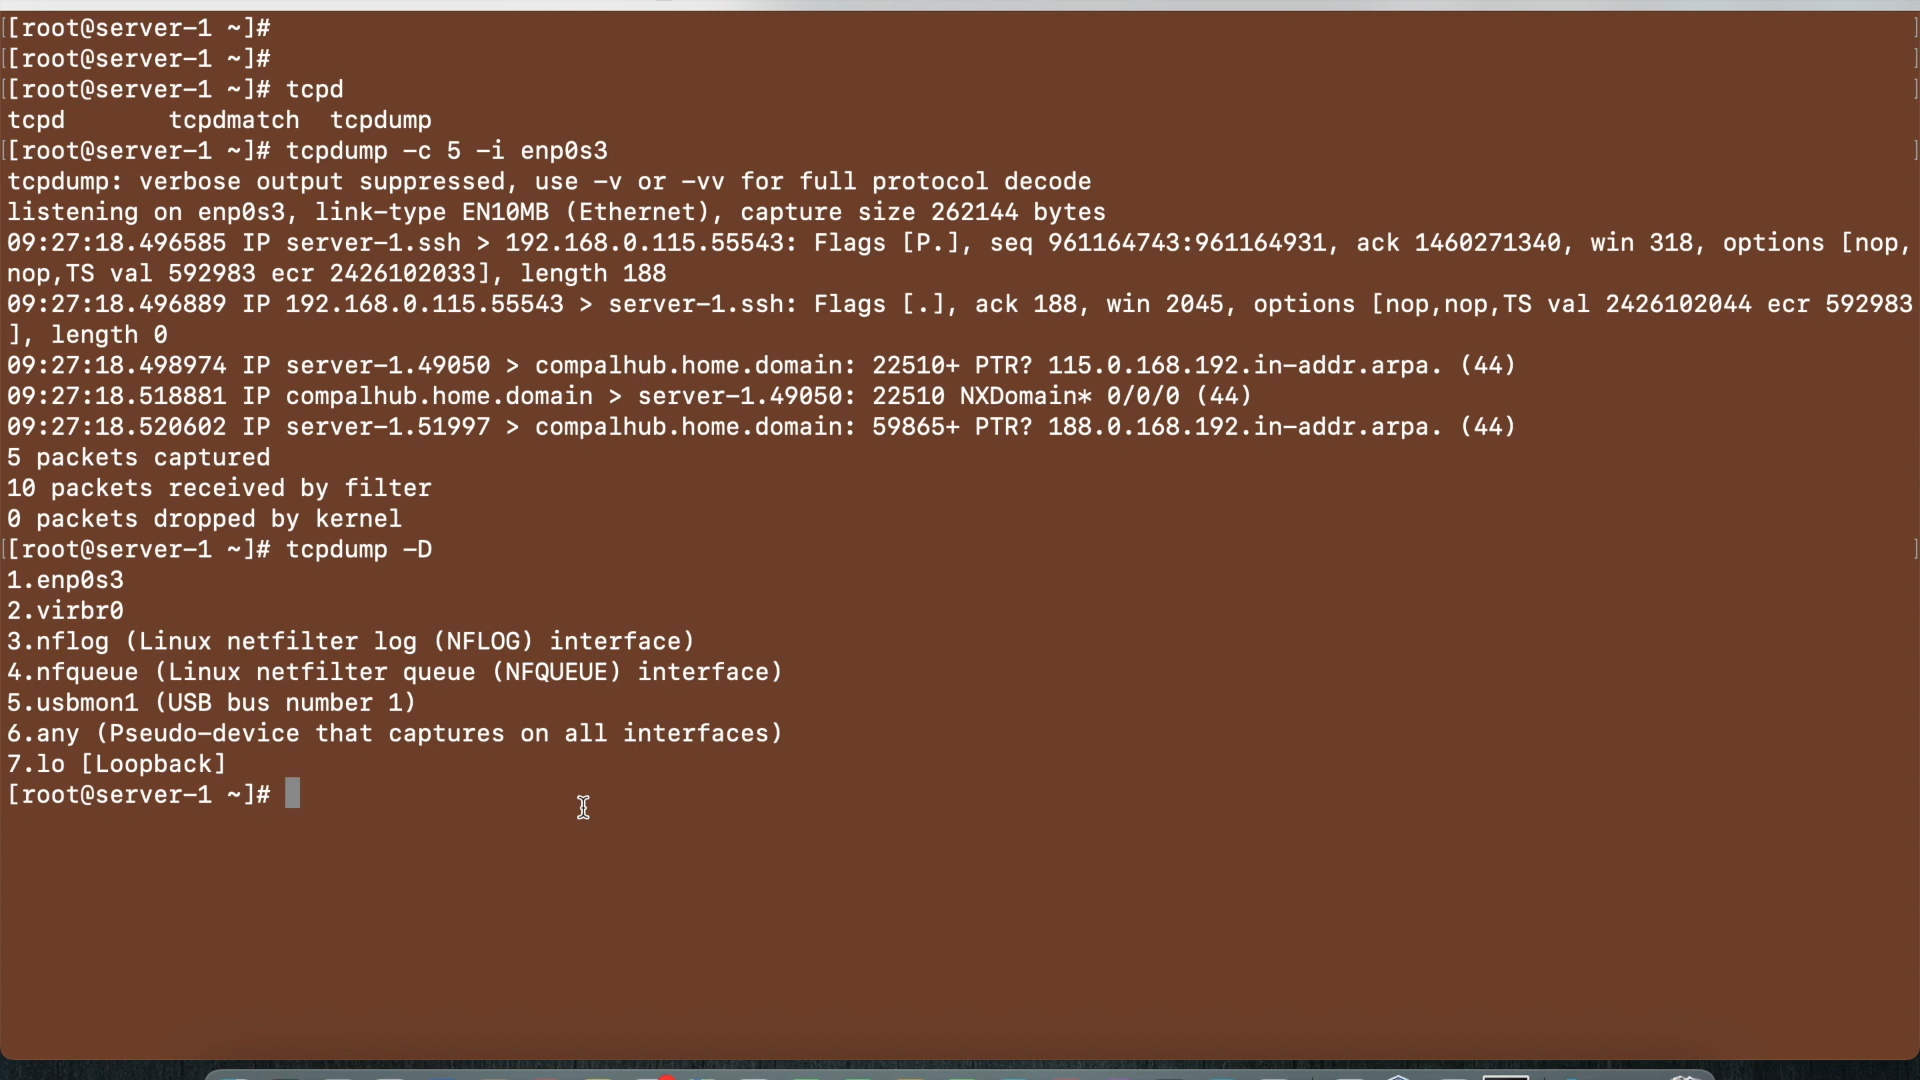 [root@server-1 ~]#
[root@server-1 ~]#
[root@server-1 ~]# tcpd
tcpd       tcpdmatch  tcpdump
[root@server-1 ~]# tcpdump -c 5 -i enp0s3
tcpdump: verbose output suppressed, use -v or -vv for full protocol decode
listening on enp0s3, link-type EN10MB (Ethernet), capture size 262144 bytes
09:27:18.496585 IP server-1.ssh > 192.168.0.115.55543: Flags [P.], seq 961164743:961164931, ack 1460271340, win 318, options [nop,
nop,TS val 592983 ecr 2426102033], length 188
09:27:18.496889 IP 192.168.0.115.55543 > server-1.ssh: Flags [.], ack 188, win 2045, options [nop,nop,TS val 2426102044 ecr 592983
], length 0
09:27:18.498974 IP server-1.49050 > compalhub.home.domain: 22510+ PTR? 115.0.168.192.in-addr.arpa. (44)
09:27:18.518881 IP compalhub.home.domain > server-1.49050: 22510 NXDomain* 0/0/0 (44)
09:27:18.520602 IP server-1.51997 > compalhub.home.domain: 59865+ PTR? 188.0.168.192.in-addr.arpa. (44)
5 packets captured
10 packets received by filter
0 packets dropped by kernel
[root@server-1 ~]# tcpdump -D
1.enp0s3
2.virbr0
3.nflog (Linux netfilter log (NFLOG) interface)
4.nfqueue (Linux netfilter queue (NFQUEUE) interface)
5.usbmon1 (USB bus number 1)
6.any (Pseudo-device that captures on all interfaces)
7.lo [Loopback]
[root@server-1 ~]#